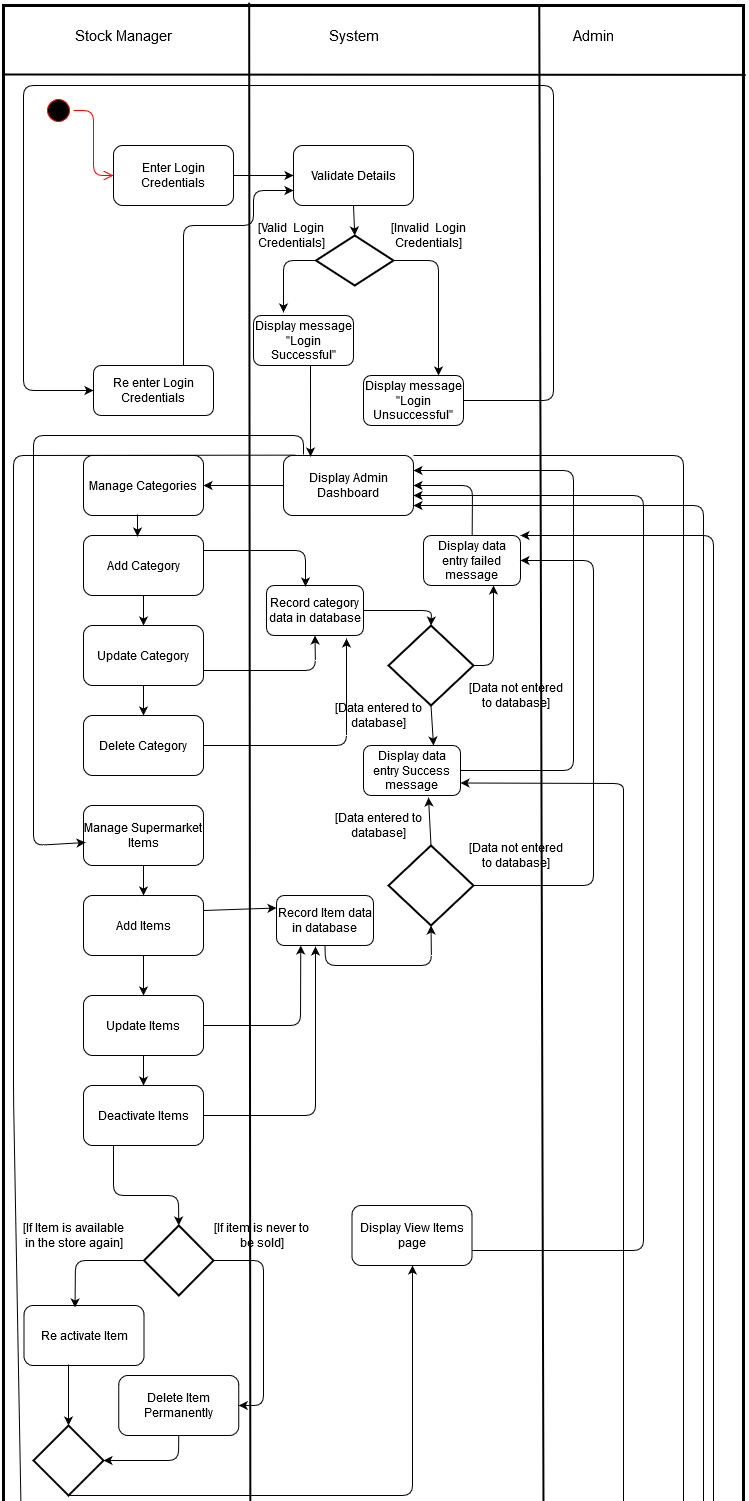 Stock Manager
System
Admin
Enter Login
Credentials
Validate Details
[Valid Login
Credentials]
[Invalid Login
Credentials]
Display message
"Login
Successful"
Re enter Login
Credentials
Display message
"Login
Unsuccessful"
Manage Categories
Display Admin
Dashboard
Add Category
Display data
entry failed
message
Record category
data in database
Update Category
[Data not entered
to database]
[Data entered to
database]
Delete Category
Display data
entry Success
message
Manage Supermarket
Items
[Data entered to
database]
[Data not entered
to database]
Add Items
Record Item data
in database
Update Items
Deactivate Items
[If Item is available
in the store again]
[If item is never to
be sold]
Display View Items
page
Re activate Item
Delete Item
Permanently